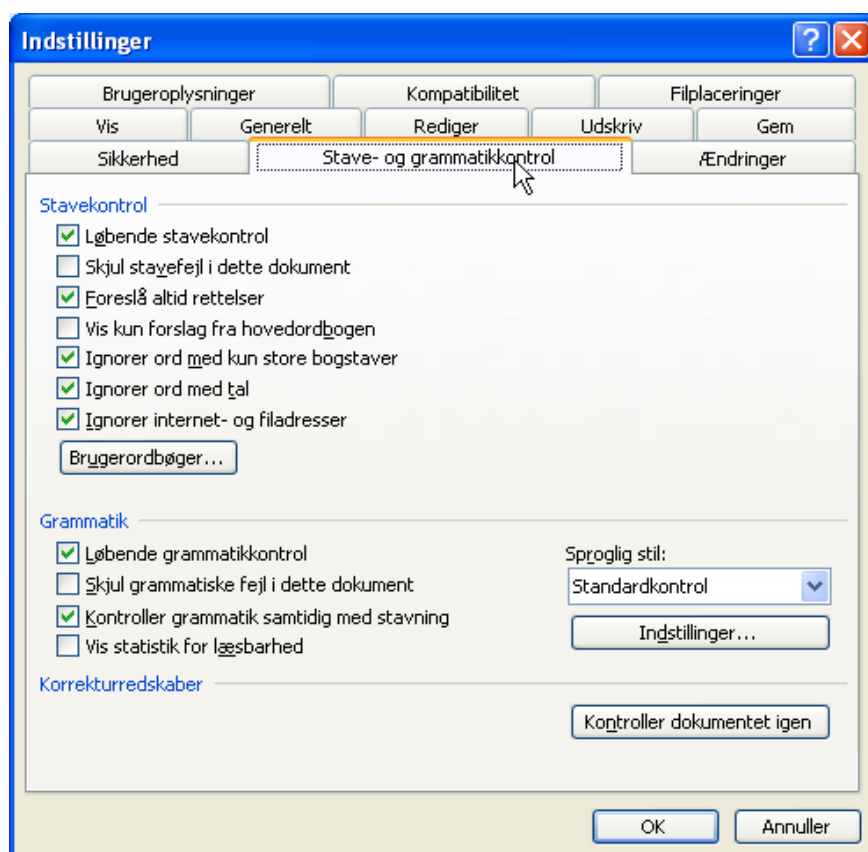 Indstillinger
Brugeroplysninger Kompatibilitet Filplaceringer
Vis Generelt Rediger Udskriv Gem
Sikkerhed Stave- og grammatikkontrol Ændringer
Stavekontrol
Løbende stavekontrol
Skjul stavefejl i dette dokument
Foreslå altid rettelser
Vis kun forslag fra hovedordbogen
Ignorer ord med kun store bogstaver
Ignorer ord med tal
Ignorer internet- og filadresser
Brugerordbøger...
Grammatik
Løbende grammatikkontrol Sproglig stil:
Skjul grammatiske fejl i dette dokument Standardkontrol
Kontroller grammatik samtidig med stavning
Vis statistik for læsbarhed Indstillinger...
Korrekturredskaber
Kontroller dokumentet igen
OK Annuller